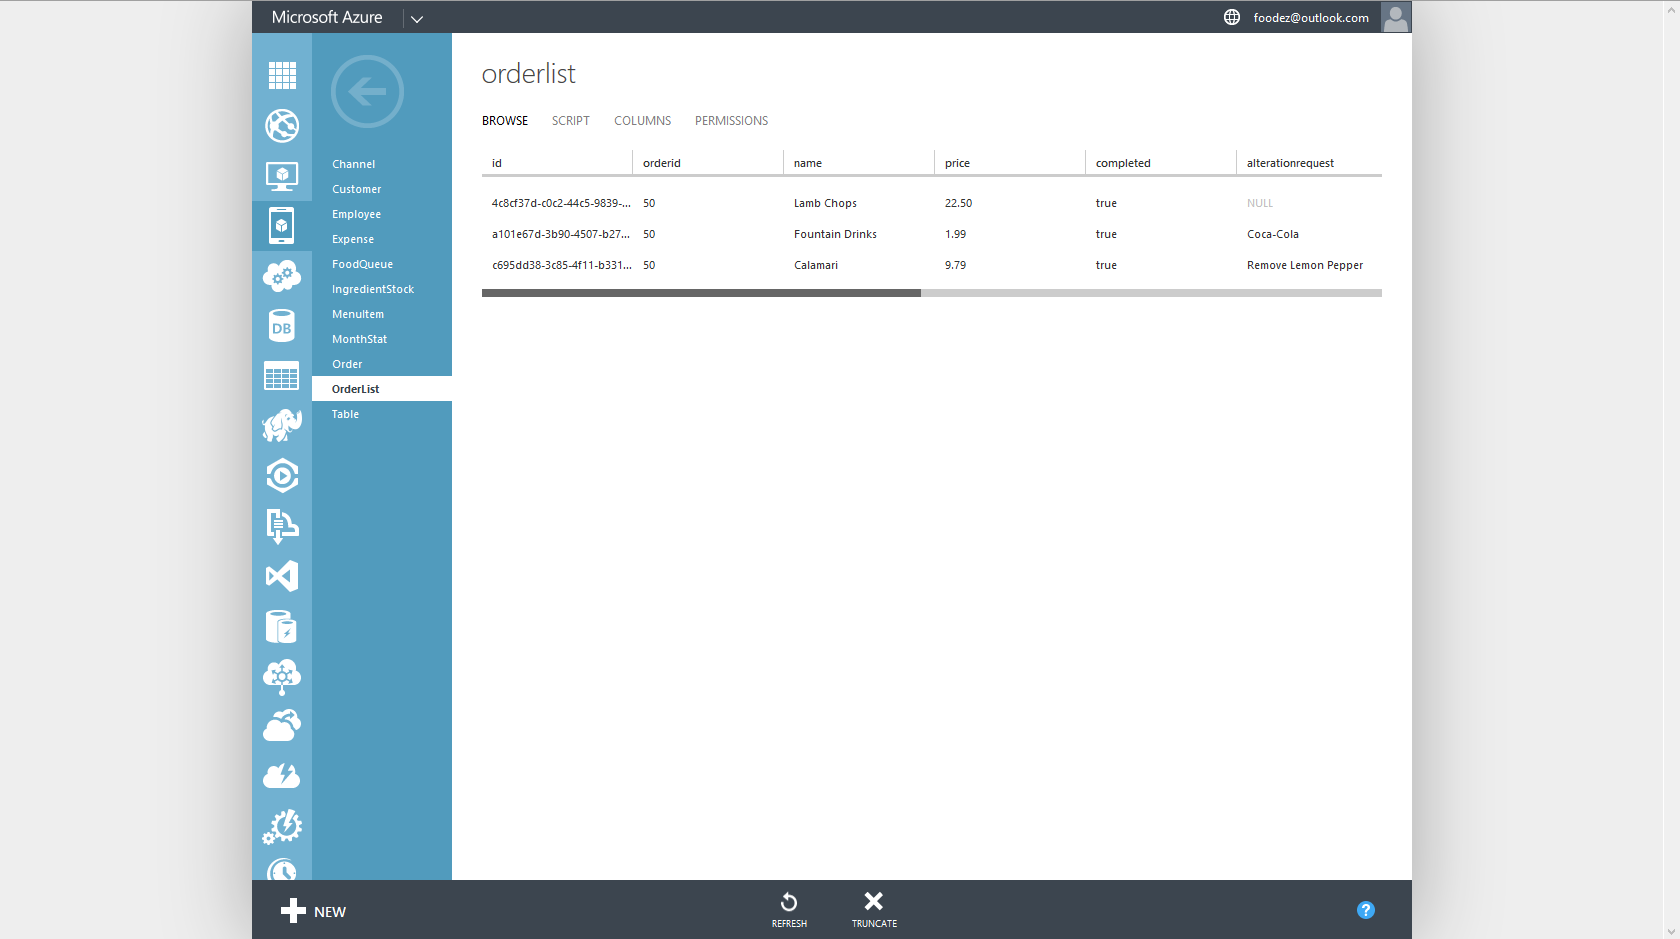 Microsoft Azure
foodez@outlook.com
Channel
Customer
Employee
Expense
FoodQueue
IngredientStock
MenuItem
MonthStat
Order
OrderList
Table
DB
orderlist
BROWSE SCRIPT COLUMNS PERMISSIONS
id orderid name price completed alterationrequest
4c8cf37d-c0c2-44c5-9839-... 50 Lamb Chops 22.50 true NULL
a101e67d-3b90-4507-b27... 50 Fountain Drinks 1.99 true Coca-Cola
c695dd38-3c85-4f11-b331... 50 Calamari 9.79 true Remove Lemon Pepper
NEW
REFRESH
TRUNCATE
?